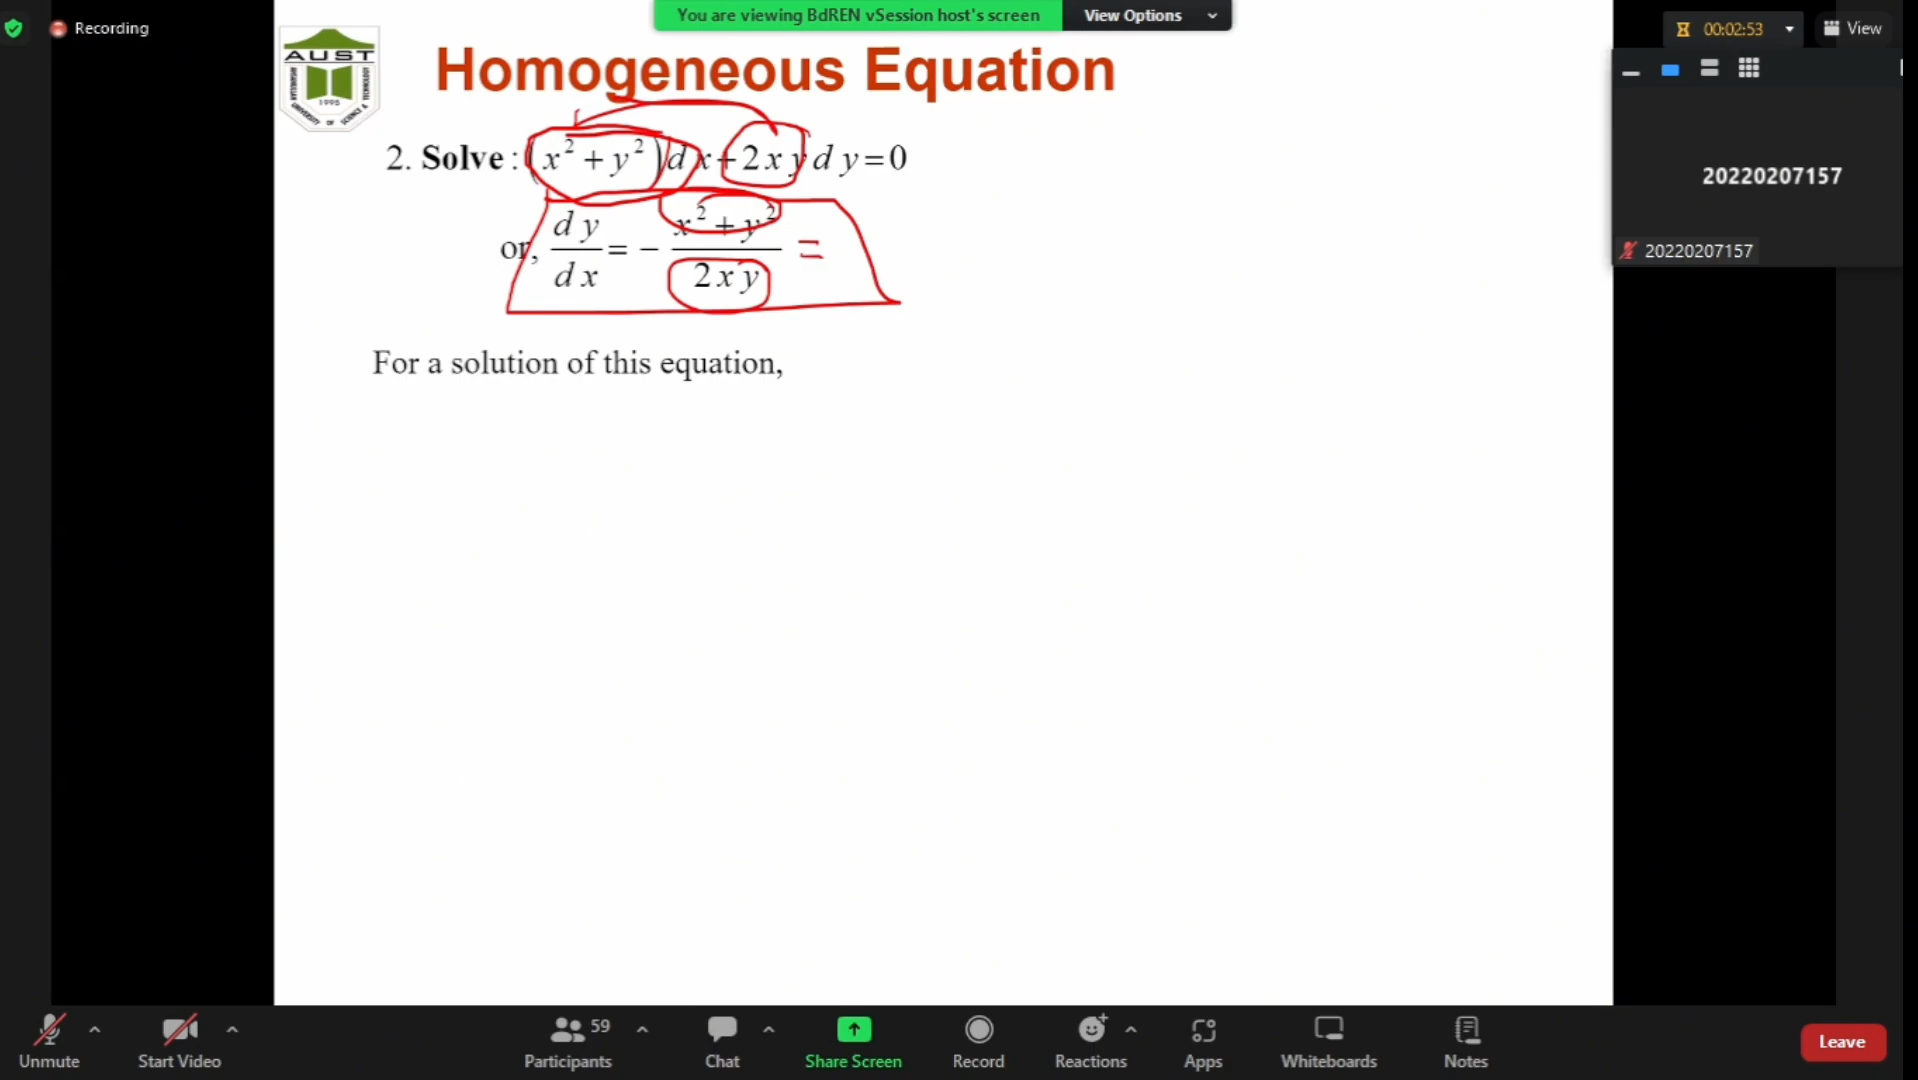 You are viewing BdREN vSession host's screen
View Options
Recording
00:02:53
View
AUST
1995
Homogeneous Equation
2. Solve : (x² + y²)dx+2xydy=0
or, dy/dx = − (x² + y²)/(2xy) =
For a solution of this equation,
20220207157
20220207157
Unmute
Start Video
59
Participants
Chat
Share Screen
Record
Reactions
Apps
Whiteboards
Notes
Leave